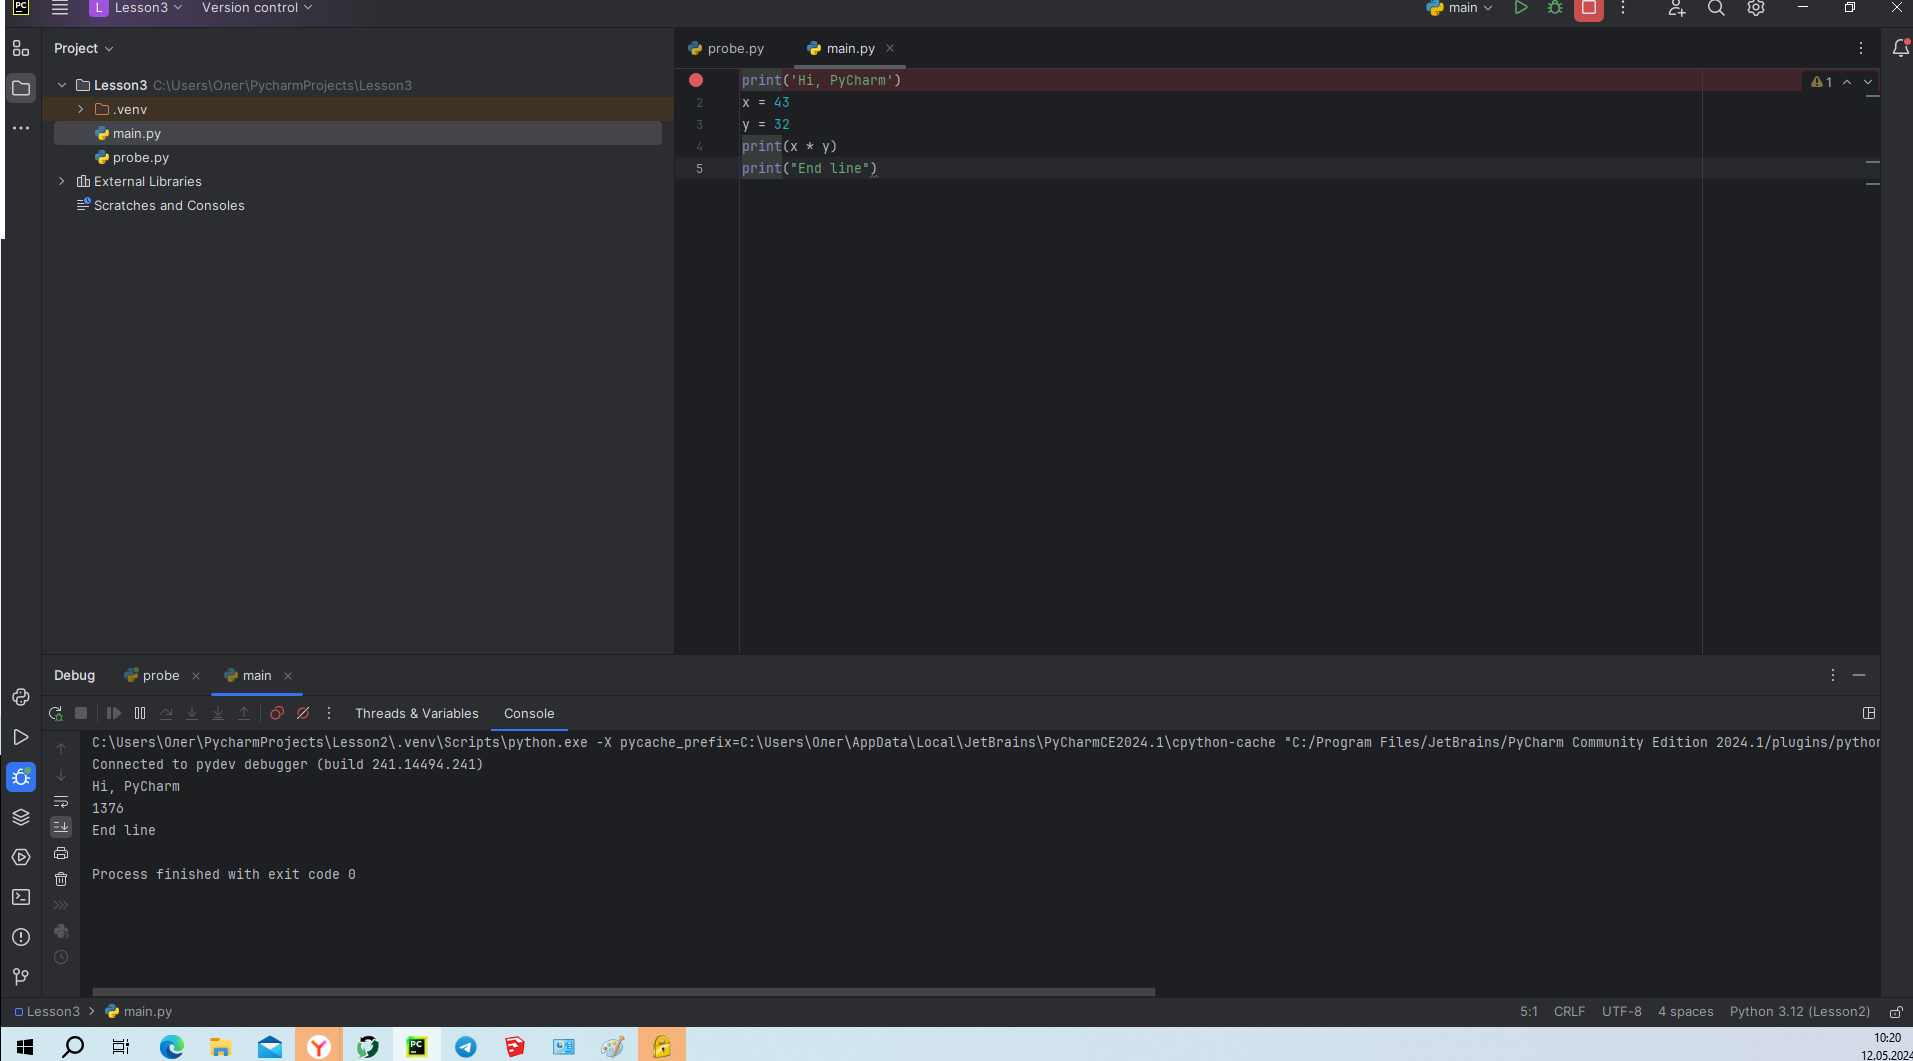 PC L Lesson3 Version control main
Project
Lesson3 C:\Users\Олег\PycharmProjects\Lesson3
.venv
main.py
probe.py
External Libraries
Scratches and Consoles
probe.py main.py
print('Hi, PyCharm')
1
2 x = 43
3 y = 32
4 print(x * y)
5 print("End line")
Debug probe main
Threads & Variables Console
C:\Users\Олег\PycharmProjects\Lesson2\.venv\Scripts\python.exe -X pycache_prefix=C:\Users\Олег\AppData\Local\JetBrains\PyCharmCE2024.1\cpython-cache "C:/Program Files/JetBrains/PyCharm Community Edition 2024.1/plugins/python
Connected to pydev debugger (build 241.14494.241)
Hi, PyCharm
1376
End line
Process finished with exit code 0
Lesson3 main.py
5:1 CRLF UTF-8 4 spaces Python 3.12 (Lesson2)
PC
10:20
12.05.2024